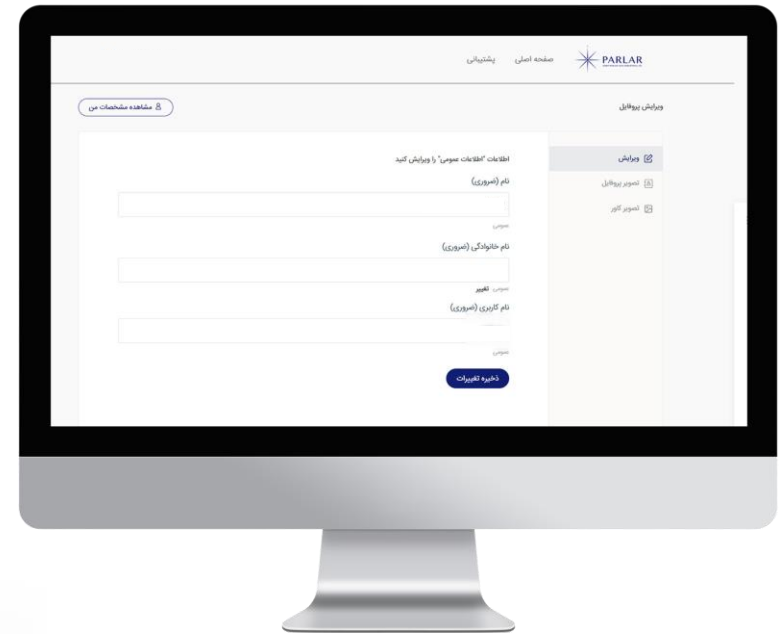 PARLAR
صفحه اصلی
پشتیبانی
ویرایش پروفایل
مشاهده مشخصات من
ویرایش
تصویر پروفایل
تصویر کاور
اطلاعات "اطلاعات عمومی" را ویرایش کنید
نام (ضروری)
عمومی
نام خانوادگی (ضروری)
عمومی تغییر
نام کاربری (ضروری)
عمومی
ذخیره تغییرات